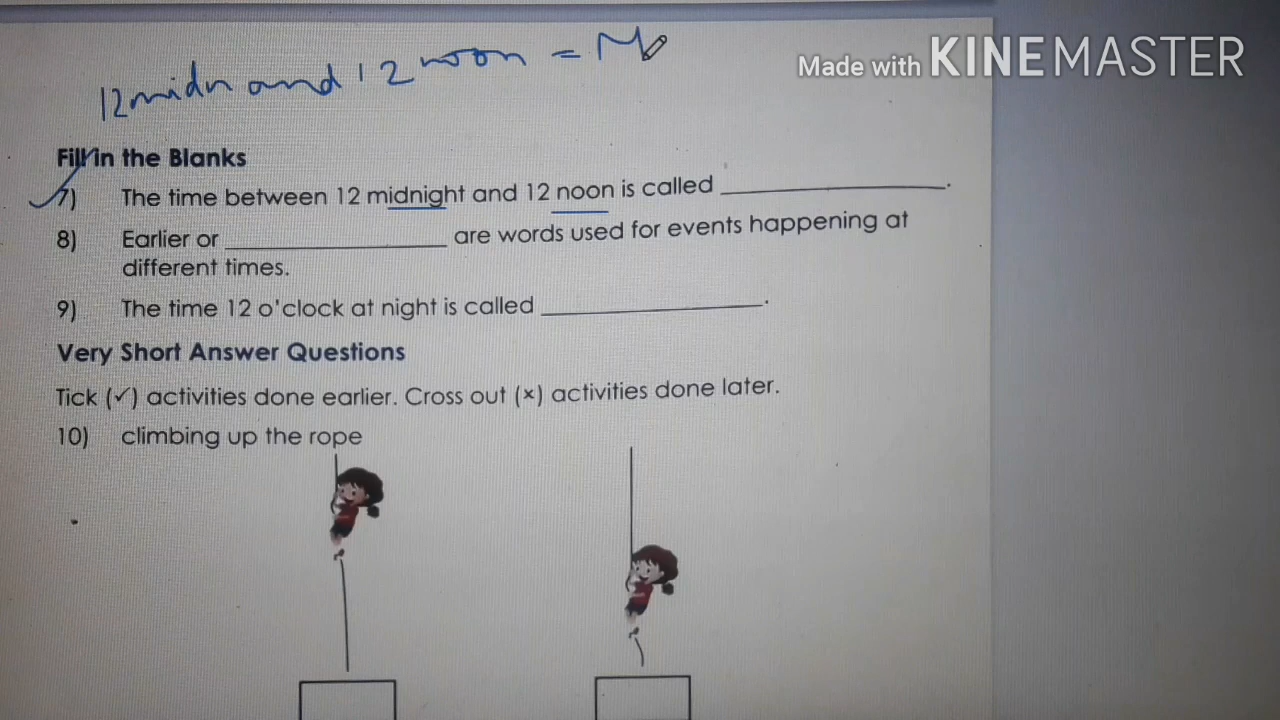 12 midn and 12 noon = Mo
Made with KINEMASTER
Fill in the Blanks
7) The time between 12 midnight and 12 noon is called ____________.
8) Earlier or ____________ are words used for events happening at
different times.
9) The time 12 o'clock at night is called ____________.
Very Short Answer Questions
Tick (✓) activities done earlier. Cross out (×) activities done later.
10) climbing up the rope